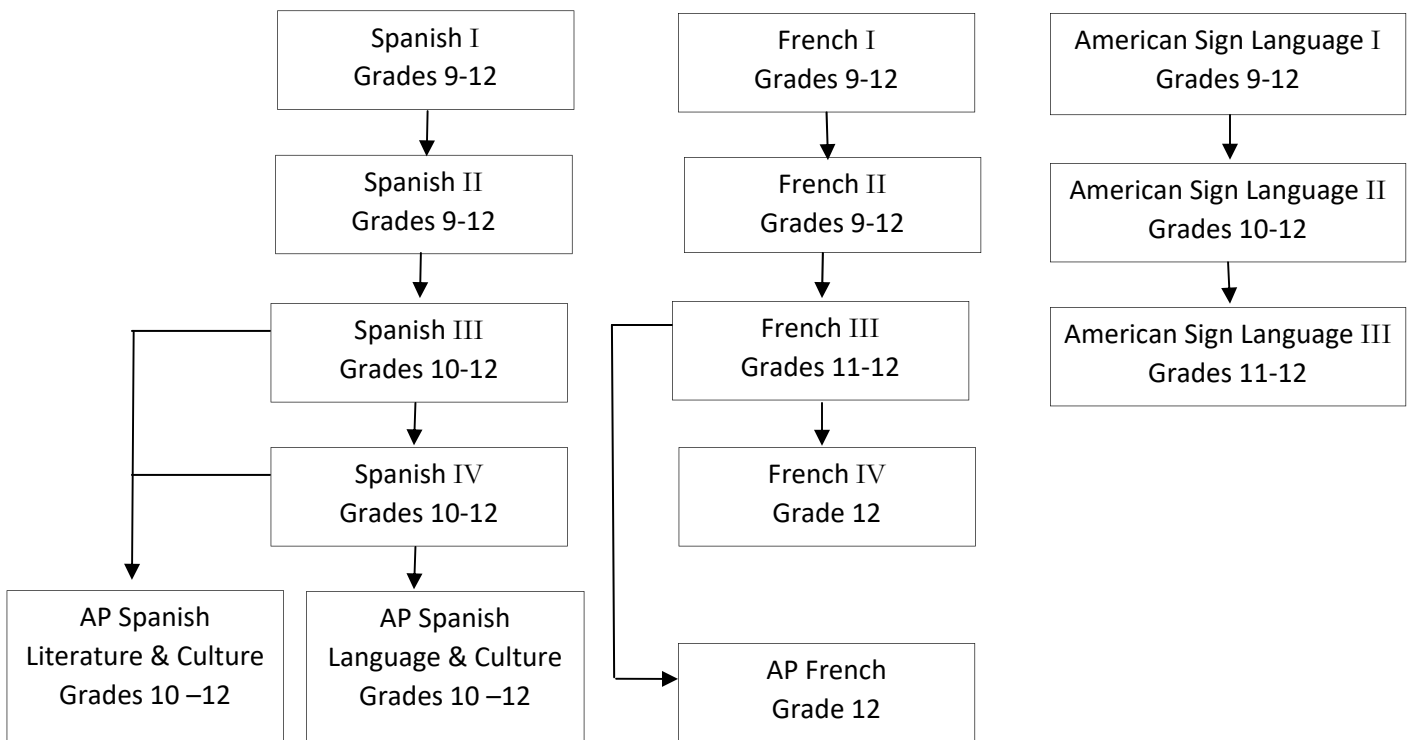 Spanish I
Grades 9-12
French I
Grades 9-12
American Sign Language I
Grades 9-12
Spanish II
Grades 9-12
French II
Grades 9-12
American Sign Language II
Grades 10-12
Spanish III
Grades 10-12
French III
Grades 11-12
American Sign Language III
Grades 11-12
Spanish IV
Grades 10-12
French IV
Grade 12
AP Spanish
Literature & Culture
Grades 10 –12
AP Spanish
Language & Culture
Grades 10 –12
AP French
Grade 12